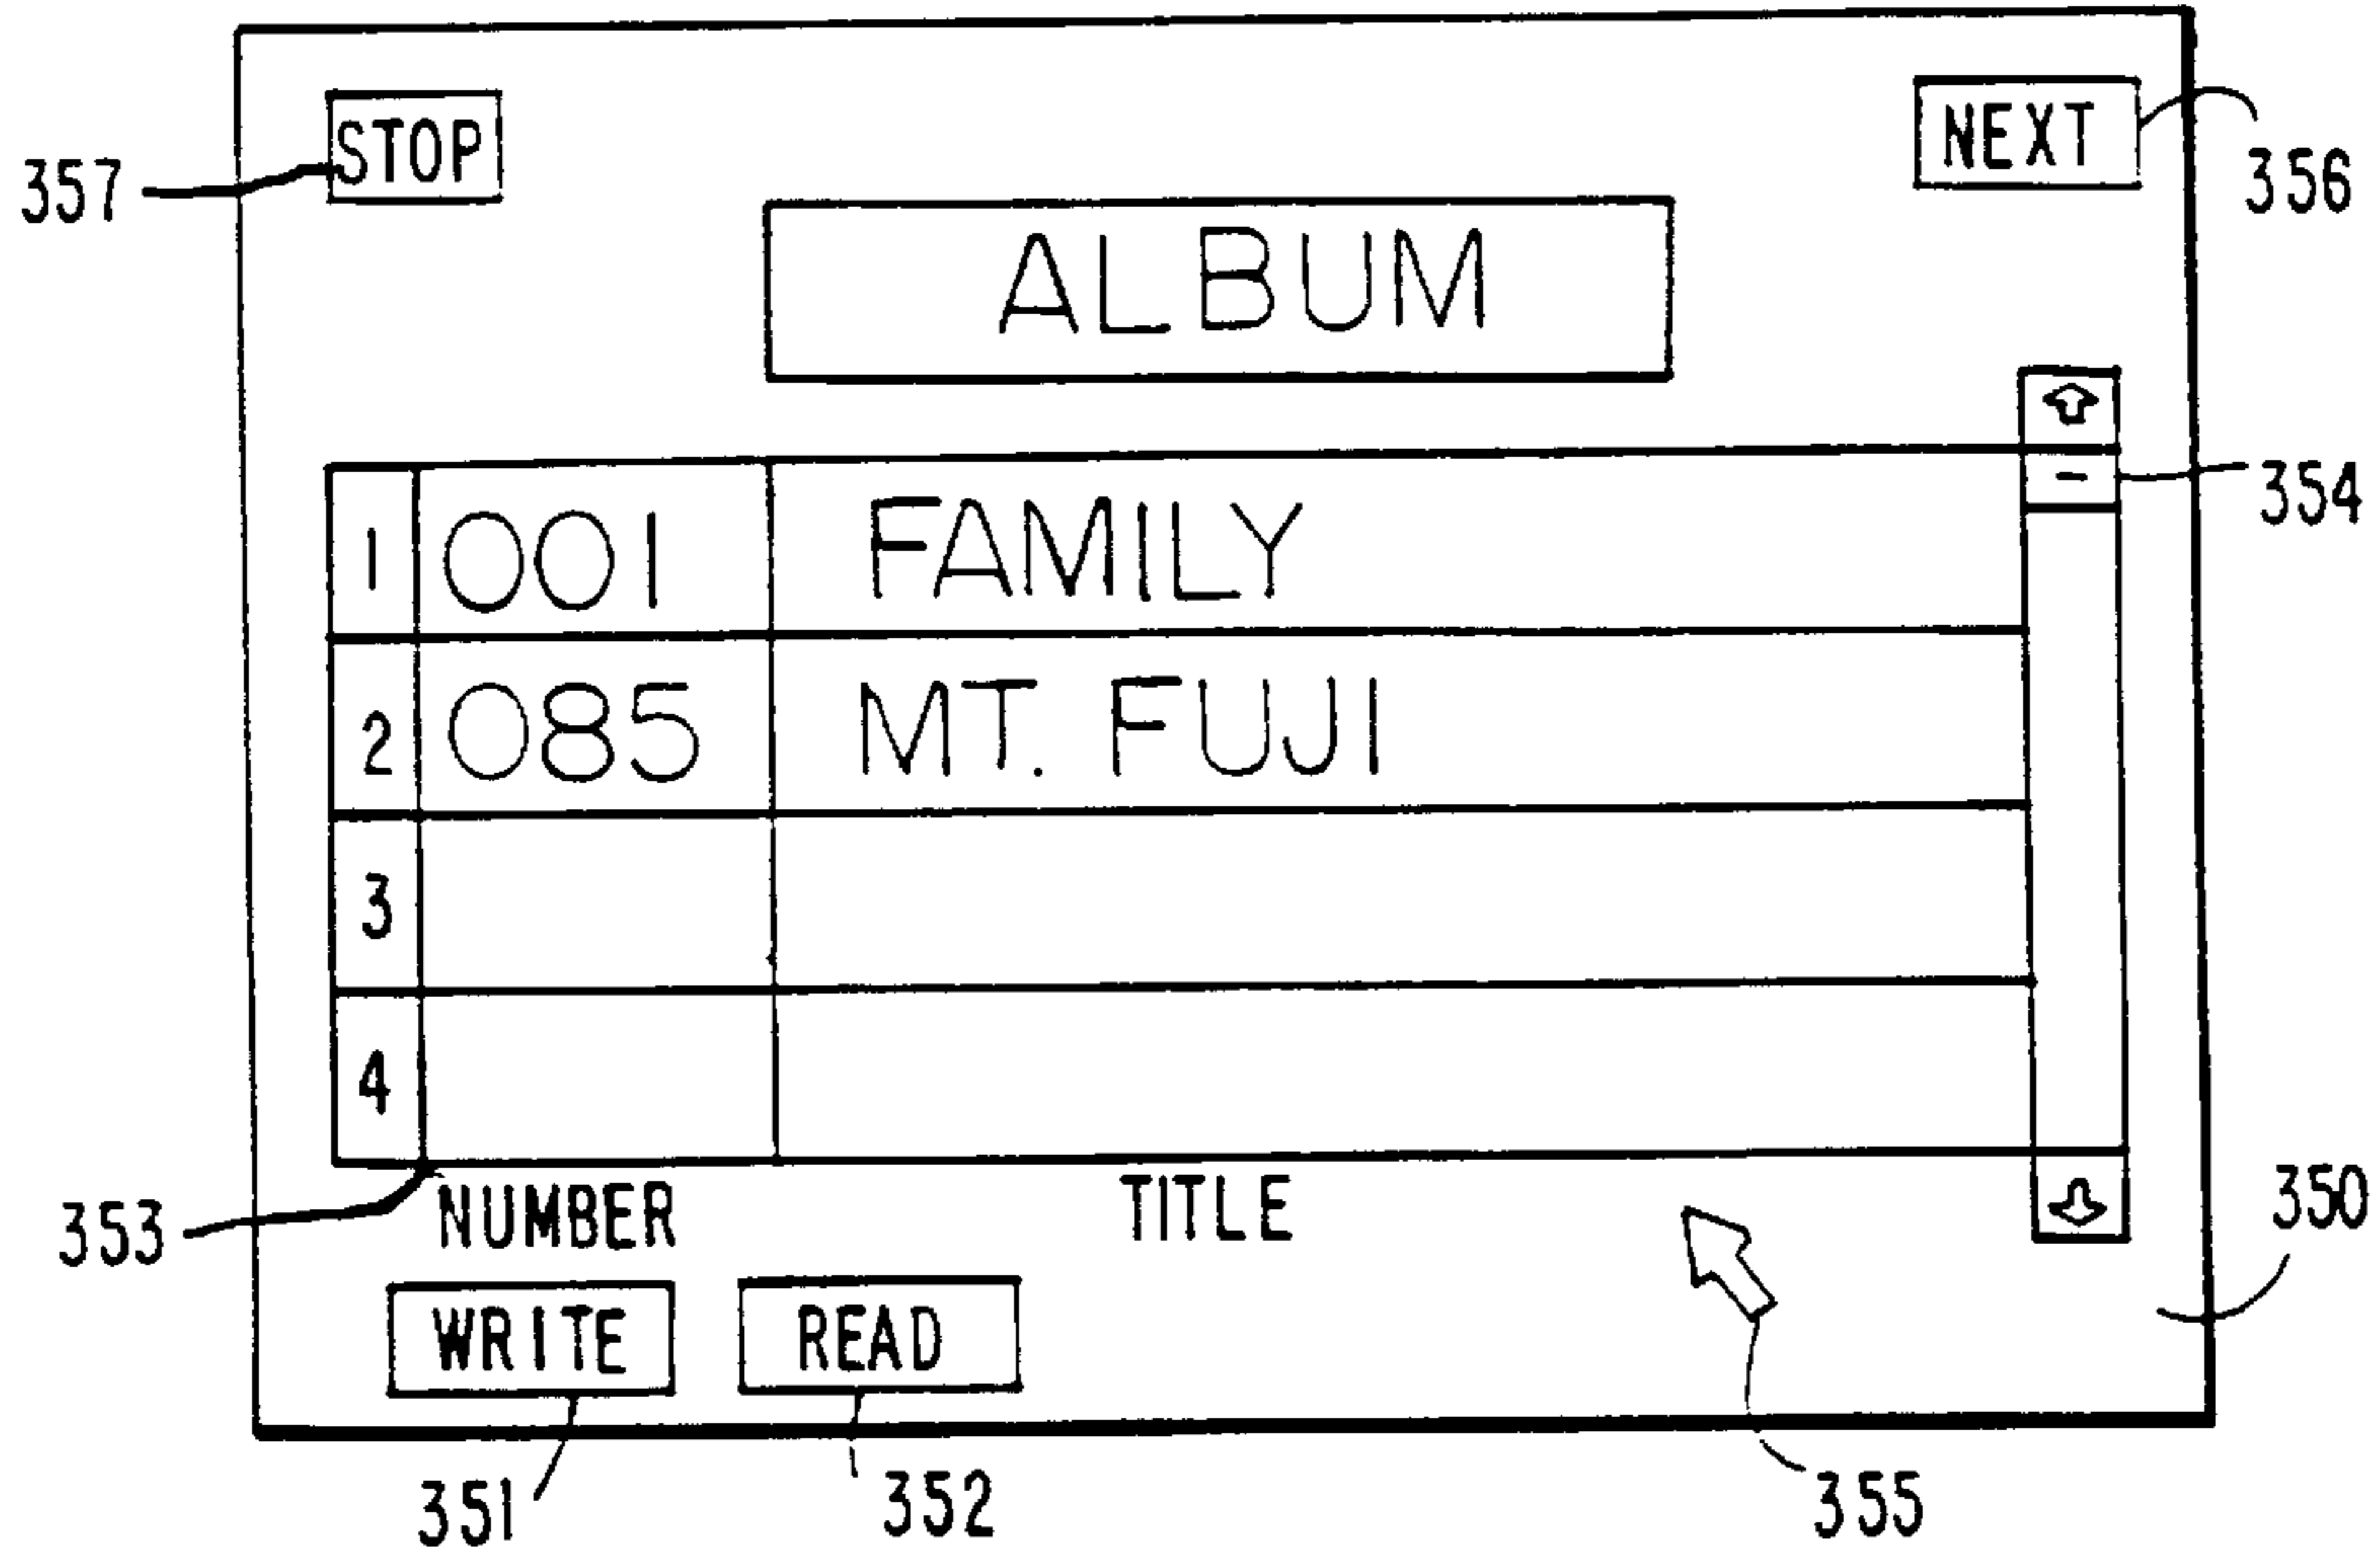 STOP
NEXT
357
356
ALBUM
354
1 001 FAMILY
2 085 MT. FUJI
3
4
353
NUMBER TITLE
350
WRITE READ
351 352 355